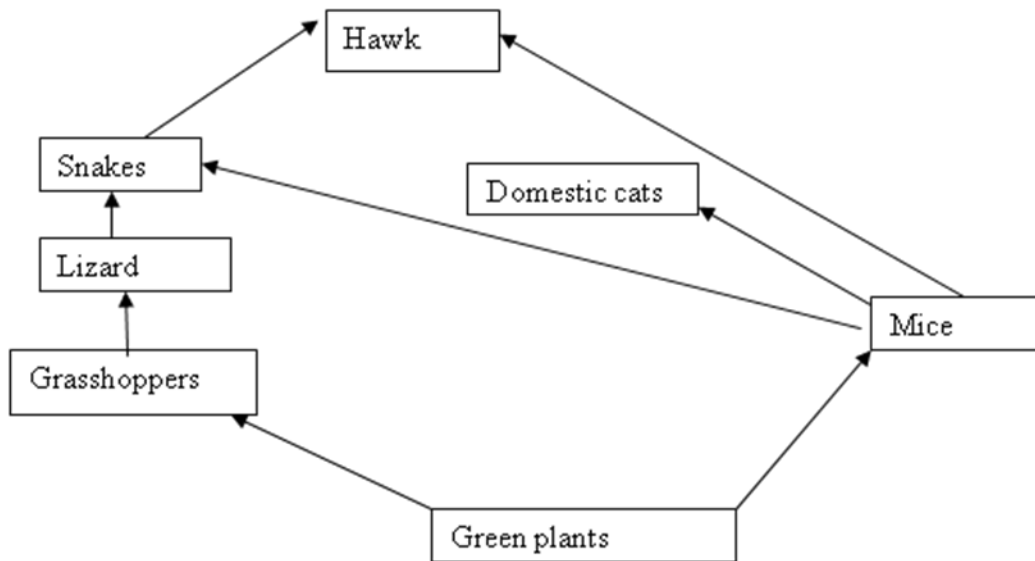 Hawk
Snakes
Domestic cats
Lizard
Mice
Grasshoppers
Green plants